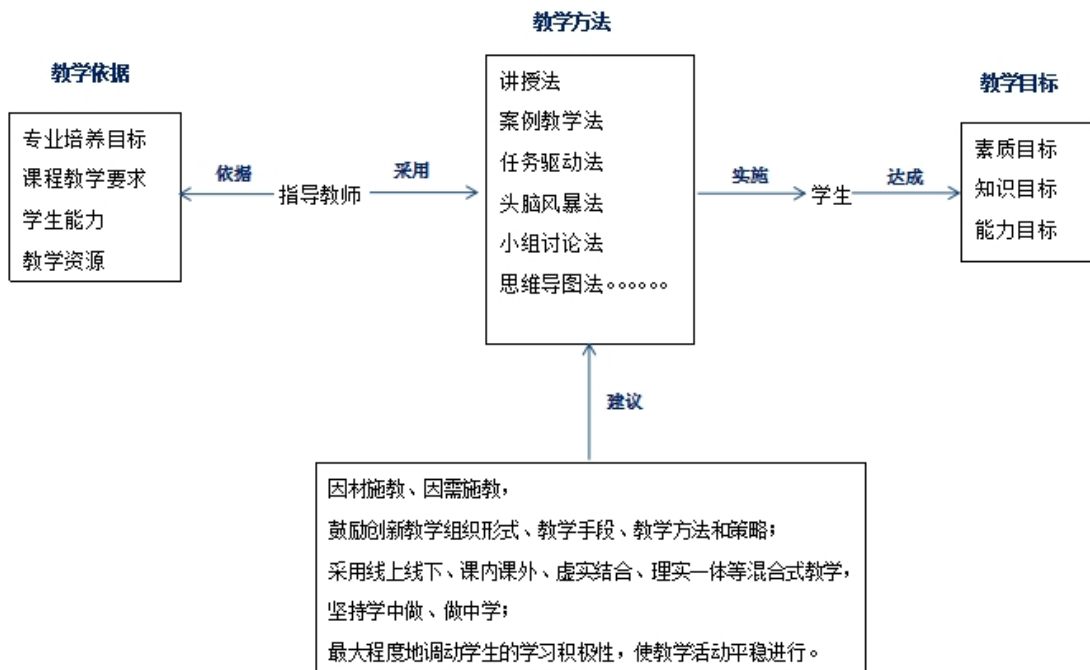 教学方法
教学依据
教学目标
讲授法
案例教学法
任务驱动法
头脑风暴法
小组讨论法
思维导图法。。。。。。
专业培养目标
课程教学要求
学生能力
教学资源
依据
指导教师
采用
实施
学生
达成
素质目标
知识目标
能力目标
建议
因材施教、因需施教，
鼓励创新教学组织形式、教学手段、教学方法和策略；
采用线上线下、课内课外、虚实结合、理实一体等混合式教学，
坚持学中做、做中学；
最大程度地调动学生的学习积极性，使教学活动平稳进行。